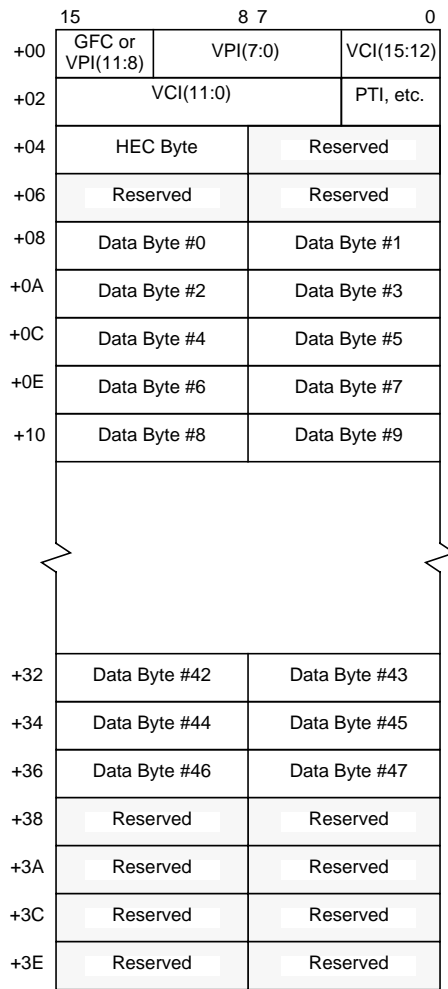 15 8 7 0
+00 GFC or VPI(11:8) VPI(7:0) VCI(15:12)
+02 VCI(11:0) PTI, etc.
+04 HEC Byte Reserved
+06 Reserved Reserved
+08 Data Byte #0 Data Byte #1
+0A Data Byte #2 Data Byte #3
+0C Data Byte #4 Data Byte #5
+0E Data Byte #6 Data Byte #7
+10 Data Byte #8 Data Byte #9
+32 Data Byte #42 Data Byte #43
+34 Data Byte #44 Data Byte #45
+36 Data Byte #46 Data Byte #47
+38 Reserved Reserved
+3A Reserved Reserved
+3C Reserved Reserved
+3E Reserved Reserved